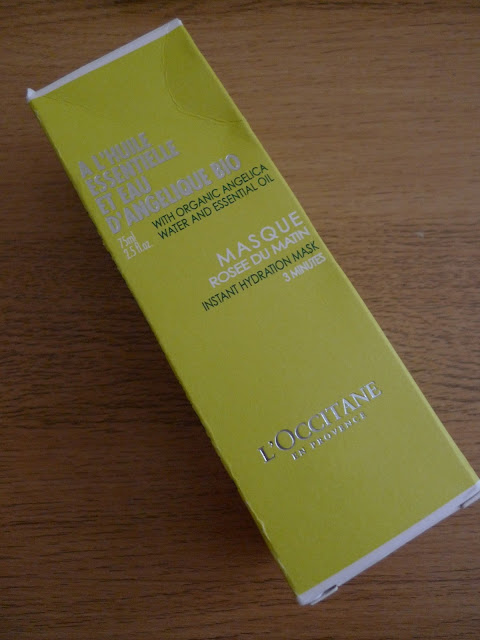 À L'HUILE
ESSENTIELLE
ET EAU
D'ANGELIQUE BIO
WITH ORGANIC ANGELICA
WATER AND ESSENTIAL OIL
75ml
2.5 fl.oz
MASQUE
ROSEE DU MATIN
INSTANT HYDRATION MASK
3 MINUTES
L'OCCITANE
EN PROVENCE